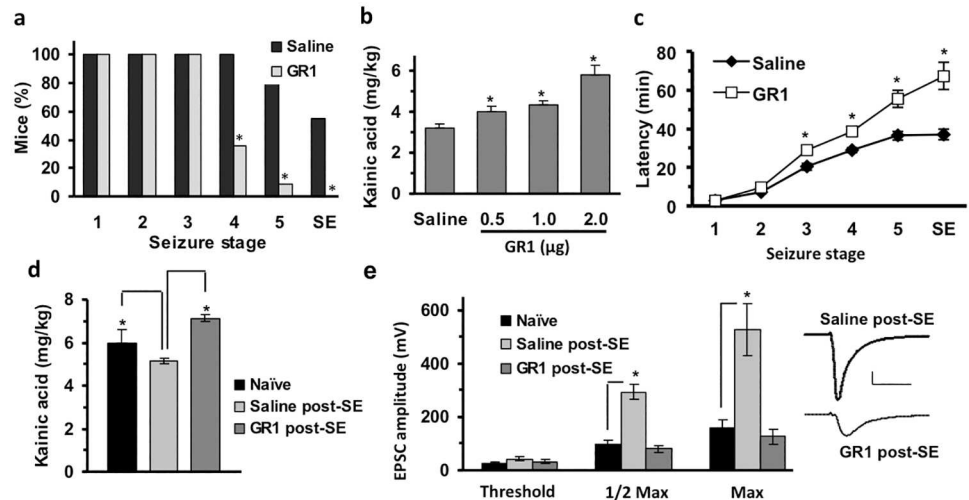 a
Mice (%)
100
80
60
40
20
0
Saline
GR1
*
*
*
1 2 3 4 5 SE
Seizure stage
b
Kainic acid (mg/kg)
6
4
2
0
*
*
*
Saline 0.5 1.0 2.0
GR1 (µg)
c
Latency (min)
80
60
40
20
0
Saline
GR1
*
*
*
*
1 2 3 4 5 SE
Seizure stage
d
Kainic acid (mg/kg)
8
6
4
2
0
*
*
Naïve
Saline post-SE
GR1 post-SE
e
EPSC amplitude (mV)
600
400
200
0
Naïve
Saline post-SE
GR1 post-SE
*
*
Threshold 1/2 Max Max
Saline post-SE
GR1 post-SE